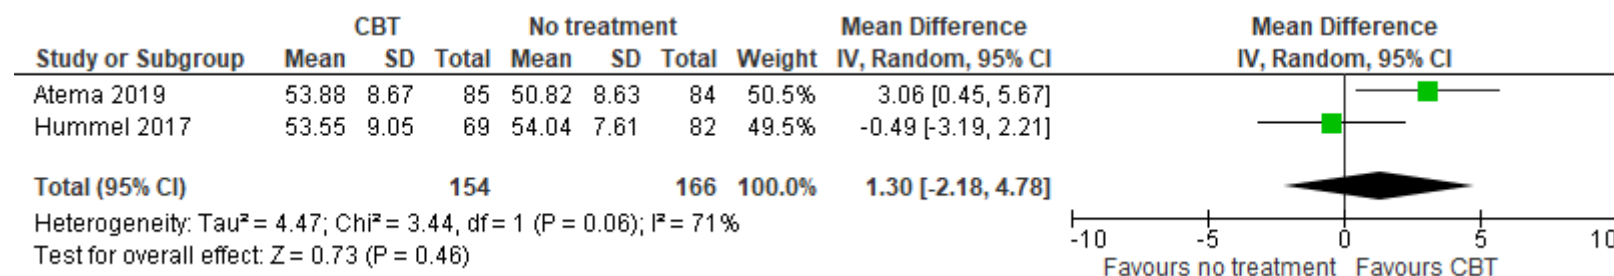 CBT No treatment Mean Difference Mean Difference
Study or Subgroup Mean SD Total Mean SD Total Weight IV, Random, 95% CI IV, Random, 95% CI
Atema 2019 53.88 8.67 85 50.82 8.63 84 50.5% 3.06 [0.45, 5.67]
Hummel 2017 53.55 9.05 69 54.04 7.61 82 49.5% -0.49 [-3.19, 2.21]
Total (95% CI) 154 166 100.0% 1.30 [-2.18, 4.78]
Heterogeneity: Tau² = 4.47; Chi² = 3.44, df = 1 (P = 0.06); I² = 71%
Test for overall effect: Z = 0.73 (P = 0.46)
-10 -5 0 5 10
Favours no treatment Favours CBT